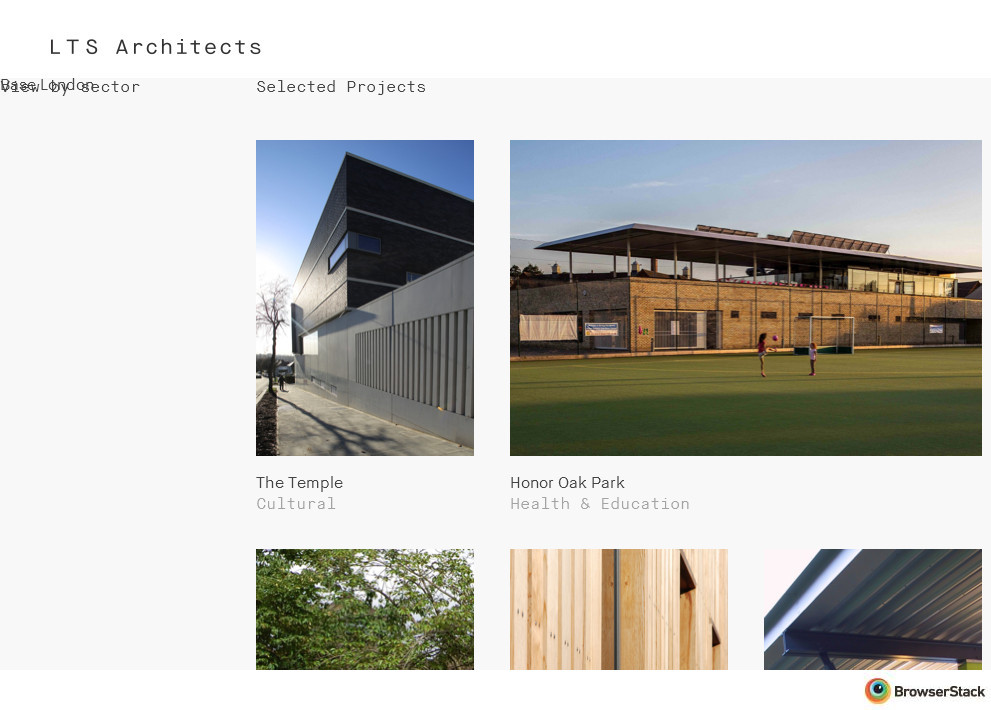 LTS Architects
View by sector
Base London
Selected Projects
The Temple
Cultural
Honor Oak Park
Health & Education
BrowserStack